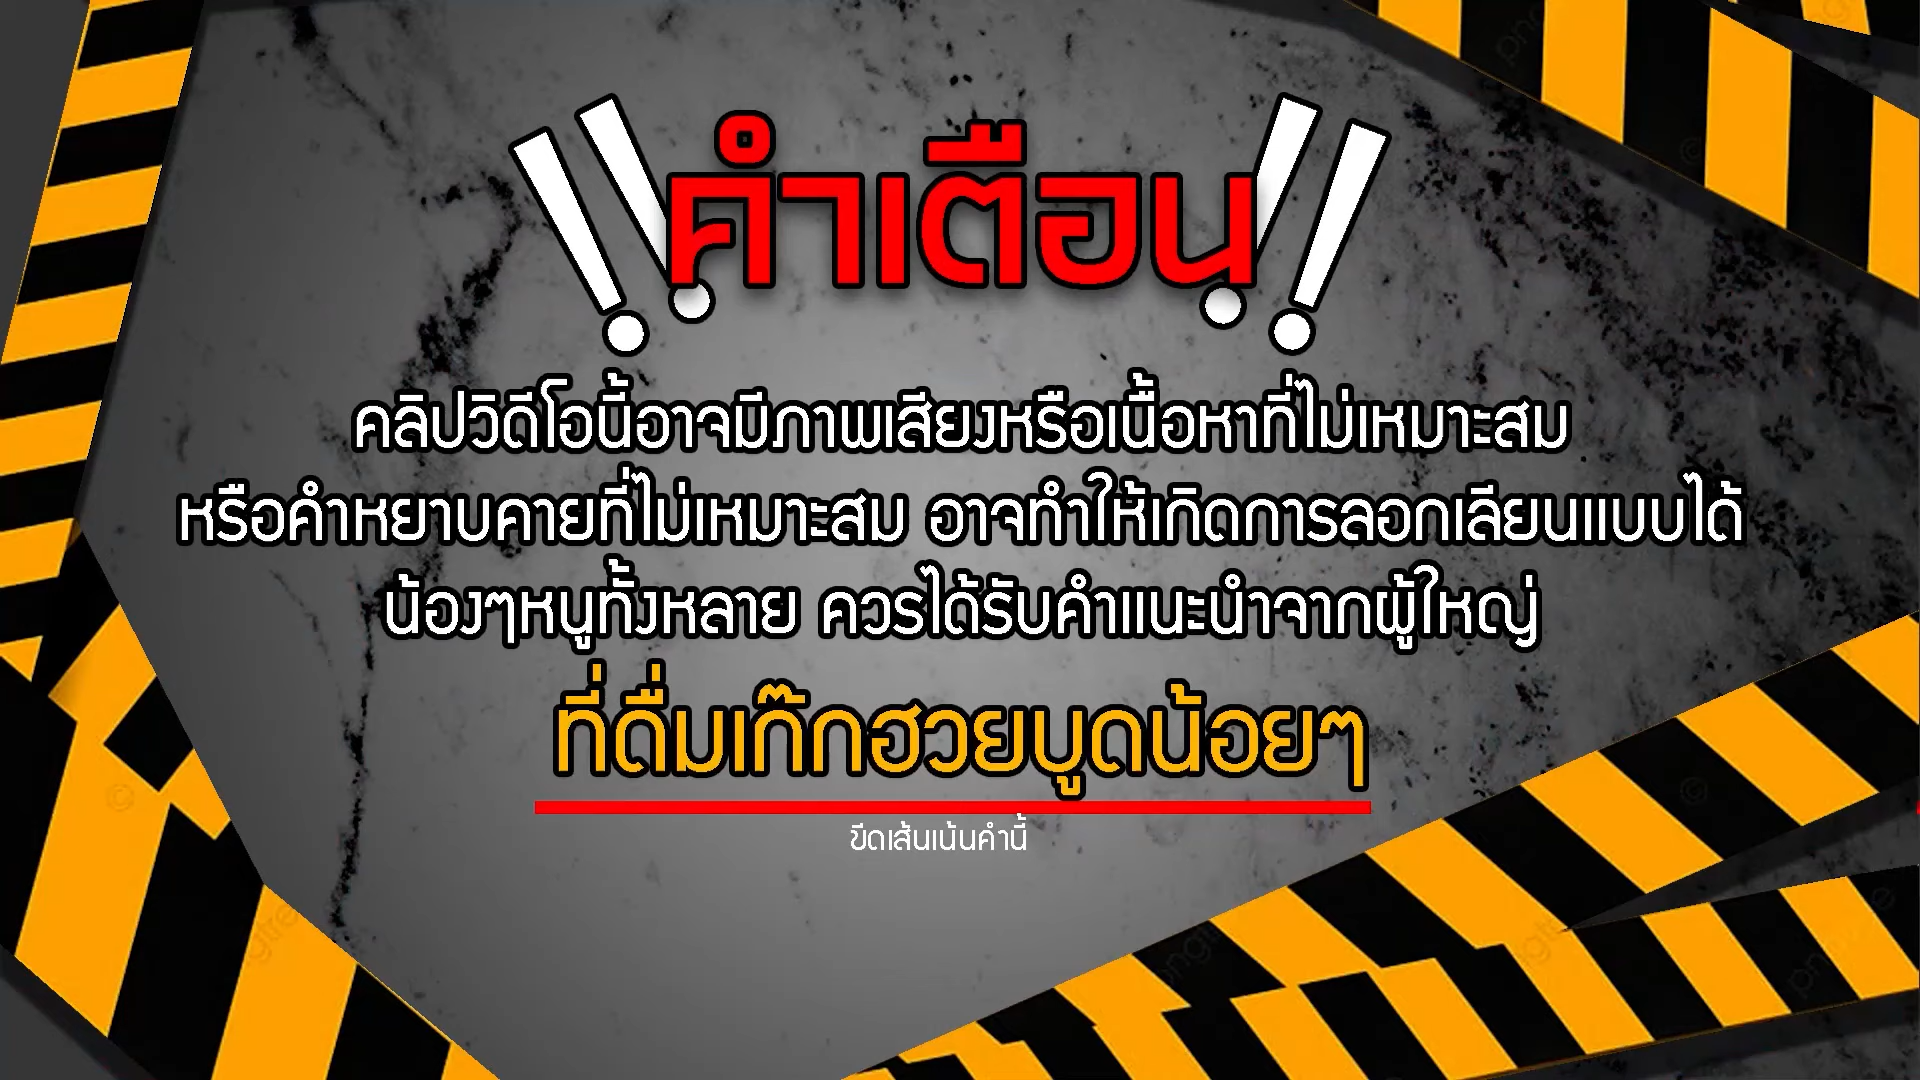 !!คำเตือน!!
คลิปวิดีโอนี้อาจมีภาพเสียงหรือเนื้อหาที่ไม่เหมาะสม
หรือคำหยาบคายที่ไม่เหมาะสม อาจทำให้เกิดการลอกเลียนแบบได้
น้องๆหนูทั้งหลาย ควรได้รับคำแนะนำจากผู้ใหญ่
ที่ดื่มเก๊กฮวยบูดน้อยๆ
ขีดเส้นเน้นคำนี้